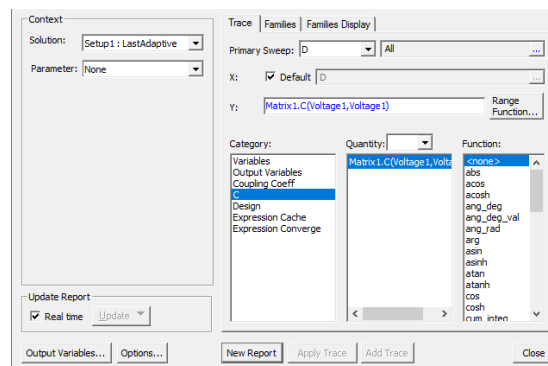 Context
Solution: Setup1 : LastAdaptive
Parameter: None
Update Report
Real time Update
Output Variables... Options...
Trace Families Families Display
Primary Sweep: D All ...
X: Default D ...
Y: Matrix1.C(Voltage1,Voltage1) Range Function...
Category: Quantity: Function:
Variables
Output Variables
Coupling Coeff
C
Design
Expression Cache
Expression Converge
Matrix1.C(Voltage1,Volta
<none>
abs
acos
acosh
ang_deg
ang_deg_val
ang_rad
arg
asin
asinh
atan
atanh
cos
cosh
cum_integ
New Report Apply Trace Add Trace Close